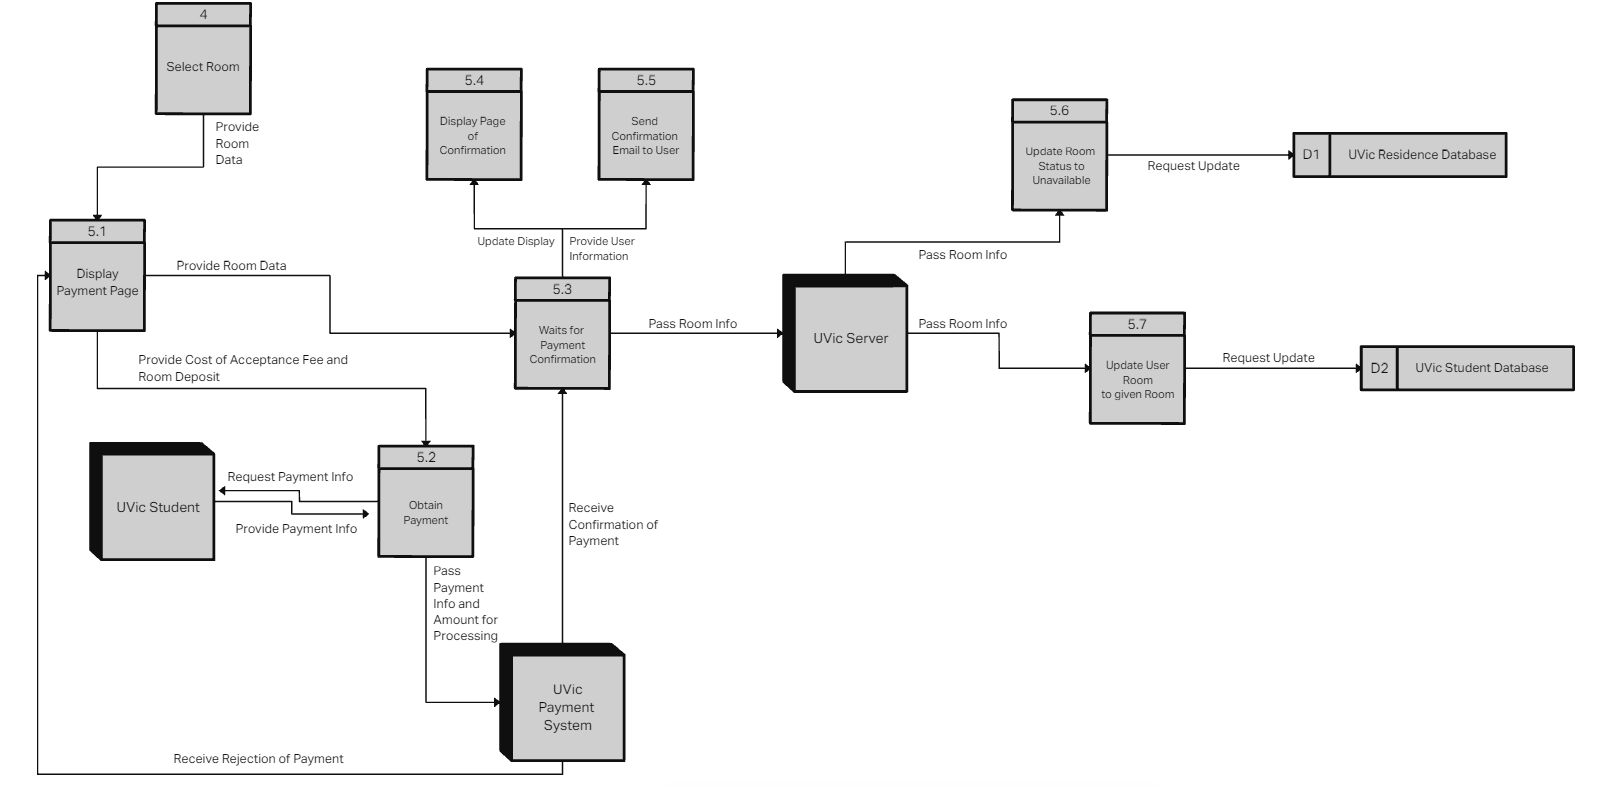 4
Select Room
Provide
Room
Data
5.4
Display Page
of
Confirmation
5.5
Send
Confirmation
Email to User
5.6
Update Room
Status to
Unavailable
Request Update
D1
UVic Residence Database
5.1
Display
Payment Page
Provide Room Data
Update Display
Provide User
Information
5.3
Waits for
Payment
Confirmation
Pass Room Info
UVic Server
Pass Room Info
Pass Room Info
5.7
Update User
Room
to given Room
Request Update
D2
UVic Student Database
Provide Cost of Acceptance Fee and
Room Deposit
UVic Student
Request Payment Info
Provide Payment Info
5.2
Obtain
Payment
Receive
Confirmation of
Payment
Pass
Payment
Info and
Amount for
Processing
UVic
Payment
System
Receive Rejection of Payment